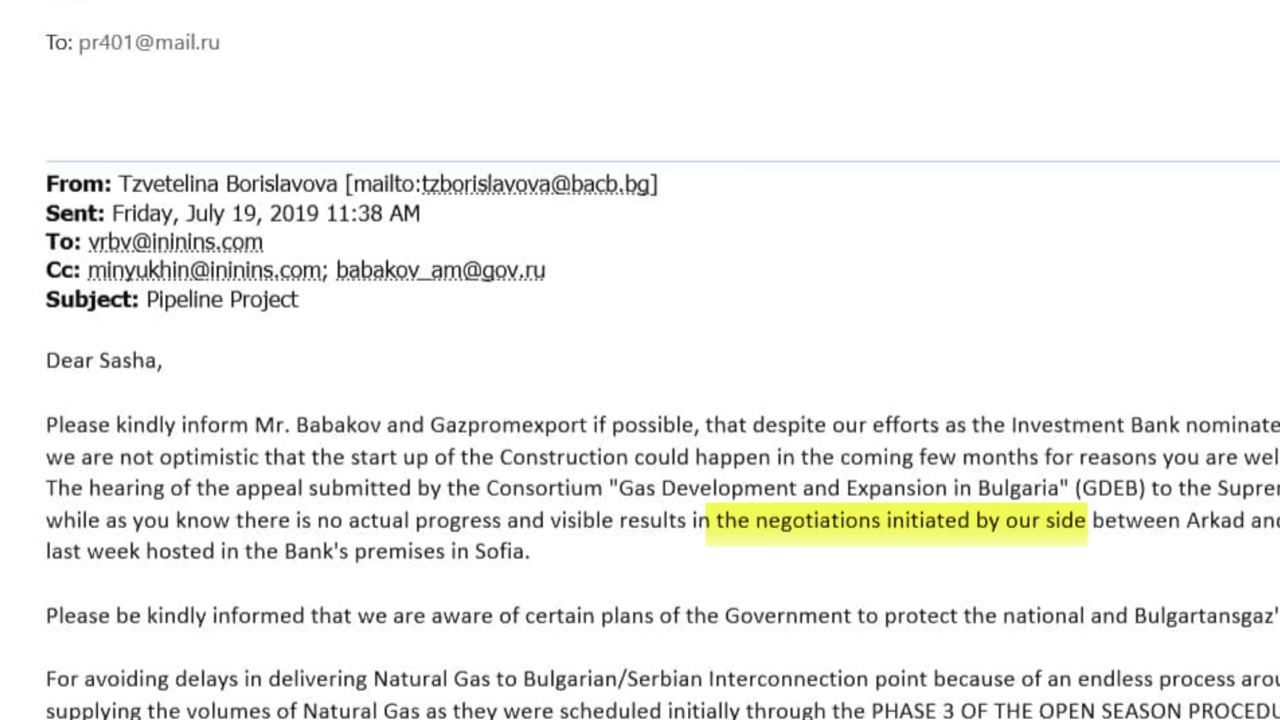 To: pr401@mail.ru
From: Tzvetelina Borislavova [mailto:tzborislavova@bacb.bg]
Sent: Friday, July 19, 2019 11:38 AM
To: vrbv@ininins.com
Cc: minyukhin@ininins.com; babakov_am@gov.ru
Subject: Pipeline Project
Dear Sasha,
Please kindly inform Mr. Babakov and Gazpromexport if possible, that despite our efforts as the Investment Bank nominate
we are not optimistic that the start up of the Construction could happen in the coming few months for reasons you are wel
The hearing of the appeal submitted by the Consortium "Gas Development and Expansion in Bulgaria" (GDEB) to the Suprer
while as you know there is no actual progress and visible results in the negotiations initiated by our side between Arkad and
last week hosted in the Bank's premises in Sofia.
Please be kindly informed that we are aware of certain plans of the Government to protect the national and Bulgartansgaz'
For avoiding delays in delivering Natural Gas to Bulgarian/Serbian Interconnection point because of an endless process arou
supplying the volumes of Natural Gas as they were scheduled initially through the PHASE 3 OF THE OPEN SEASON PROCEDU